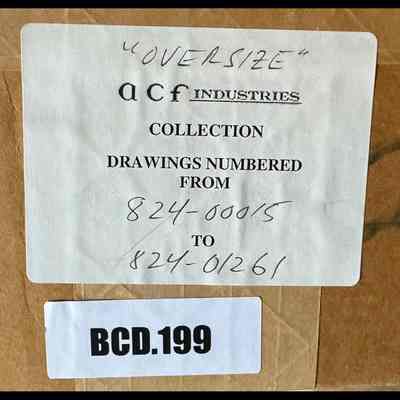 "OVERSIZE"
acf INDUSTRIES
COLLECTION
DRAWINGS NUMBERED
FROM
824-00015
TO
824-01261
BCD.199